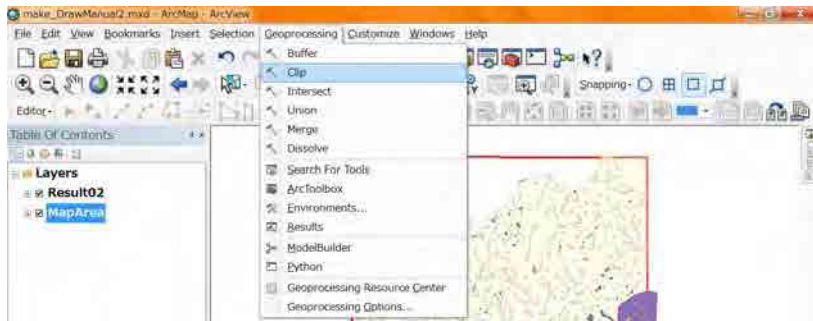 make_DrawManual2.mxd - ArcMap - ArcView
File Edit View Bookmarks Insert Selection Geoprocessing Customize Windows Help
Buffer
Clip
Intersect
Union
Merge
Dissolve
Search For Tools
ArcToolbox
Environments...
Results
ModelBuilder
Python
Geoprocessing Resource Center
Geoprocessing Options...
Snapping
Editor
Table Of Contents
Layers
Result02
MapArea